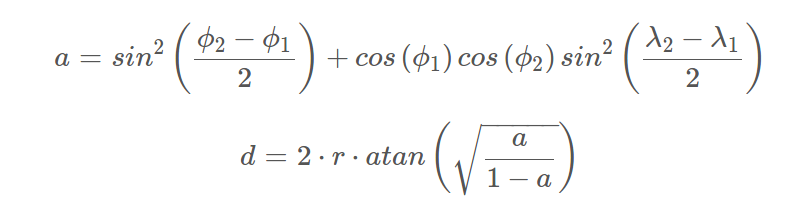 a = sin² ( (ϕ₂ − ϕ₁) / 2 ) + cos (ϕ₁) cos (ϕ₂) sin² ( (λ₂ − λ₁) / 2 )
d = 2 · r · atan ( √( a / (1 − a) ) )